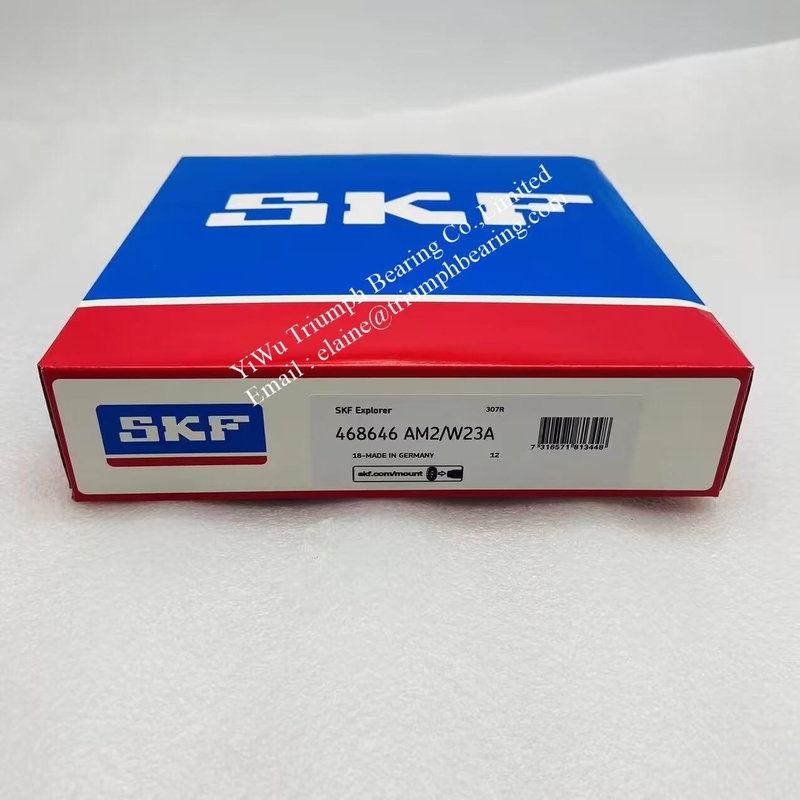 SKF
YiWu Triumph Bearing Co.,Limited
Email : elaine@triumphbearing.com
SKF
SKF Explorer
307R
468646 AM2/W23A
18-MADE IN GERMANY
12
skf.com/mount
7 316571 813448